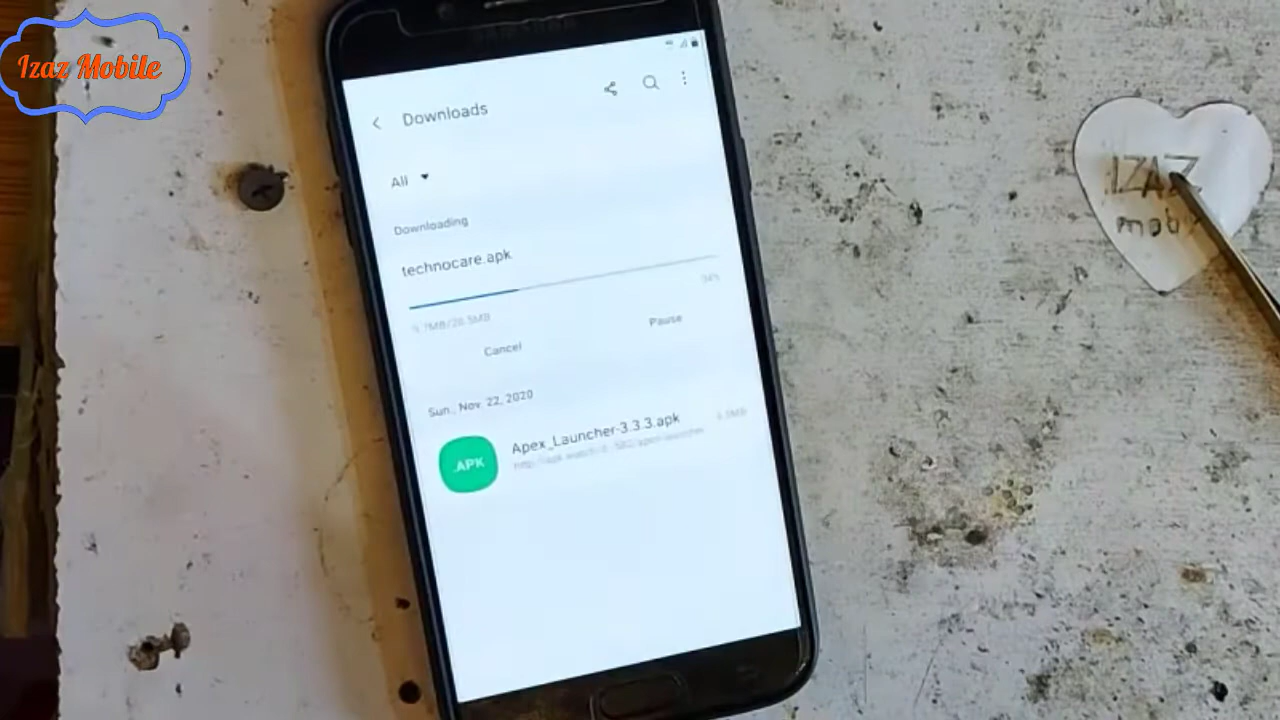 Izaz Mobile
Downloads
All
Downloading
technocare.apk
34%
Cancel
Pause
Sun., Nov. 22, 2020
.APK
Apex_Launcher-3.3.3.apk
IZAZ